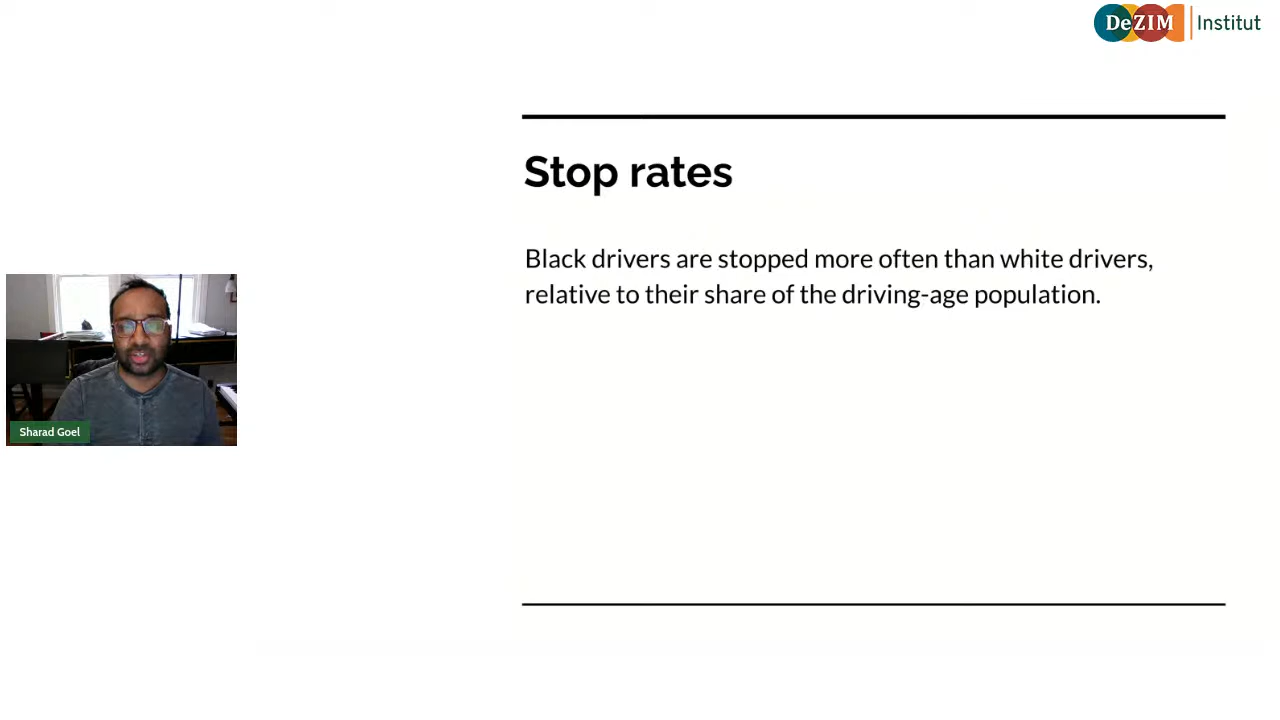 DeZIM Institut
Stop rates
Black drivers are stopped more often than white drivers,
relative to their share of the driving-age population.
Sharad Goel